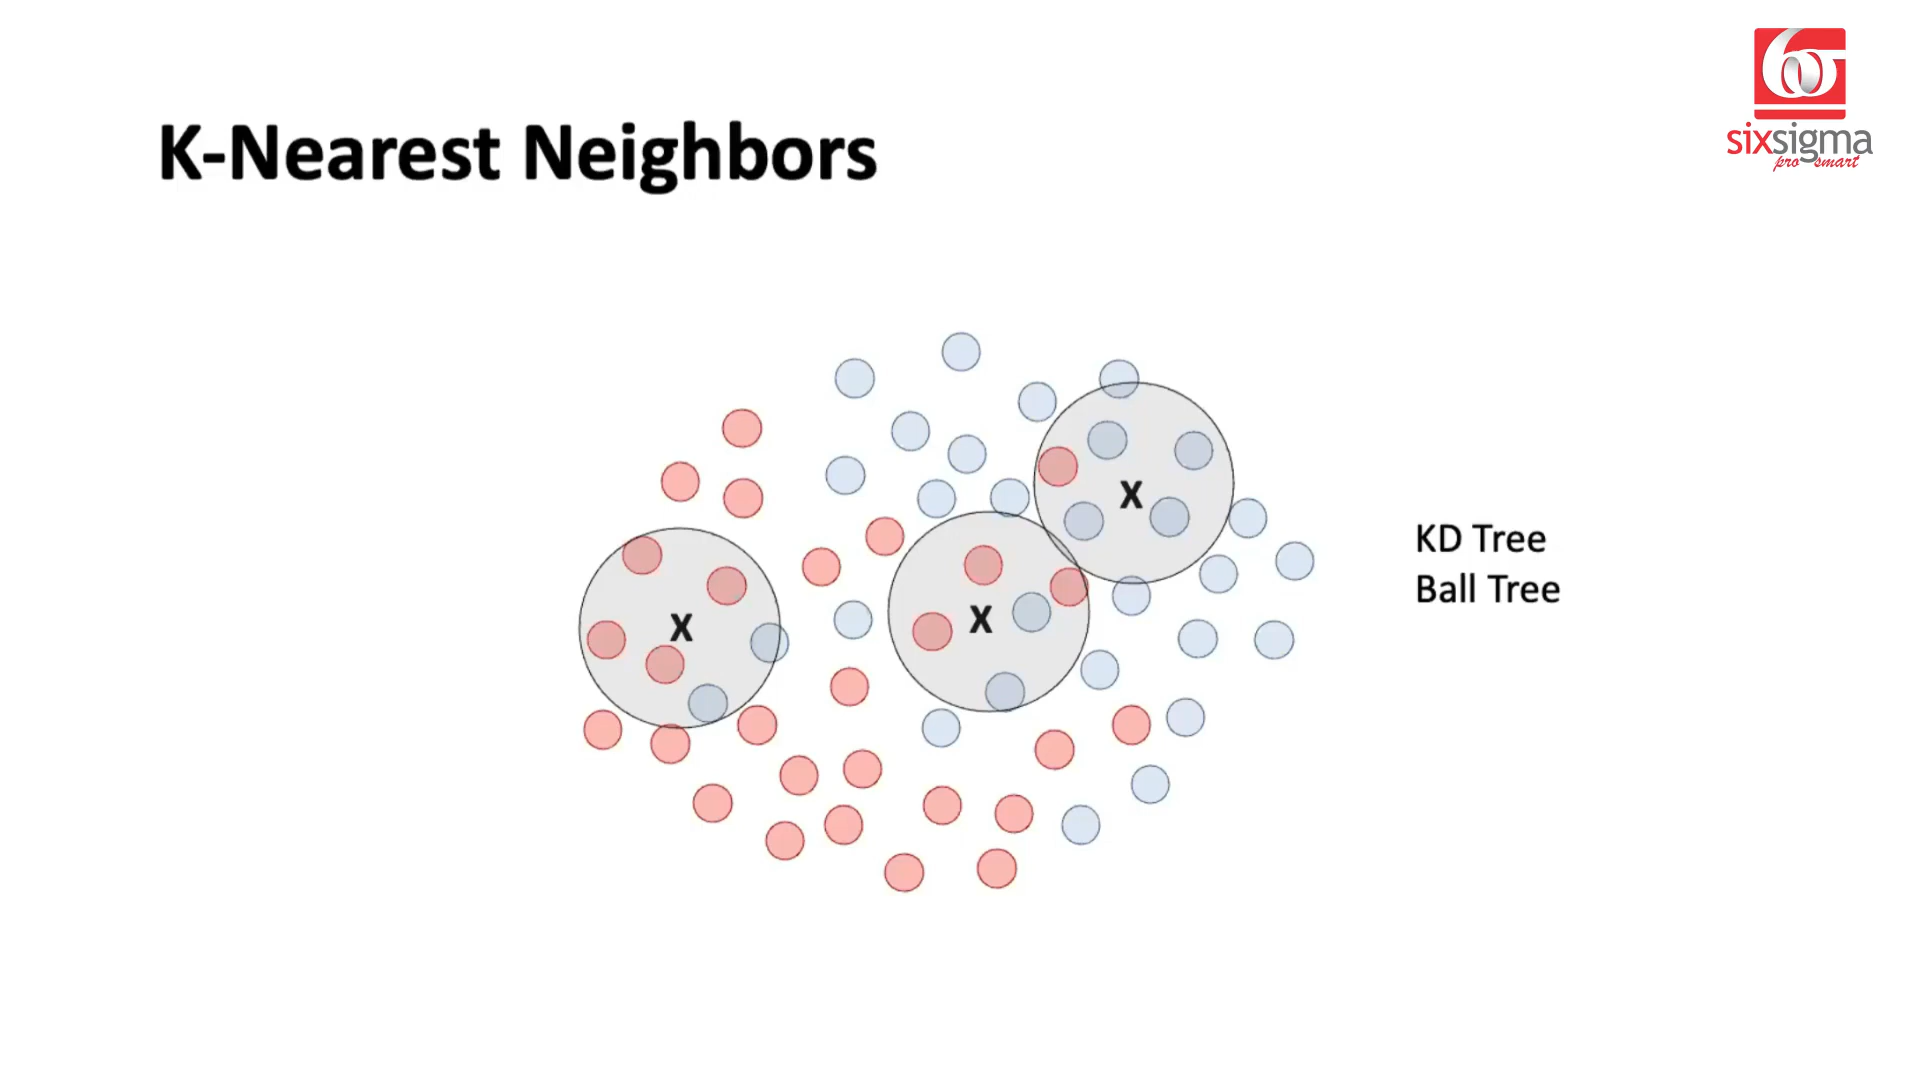 sixsigma
pro smart
K-Nearest Neighbors
X
X
X
KD Tree
Ball Tree